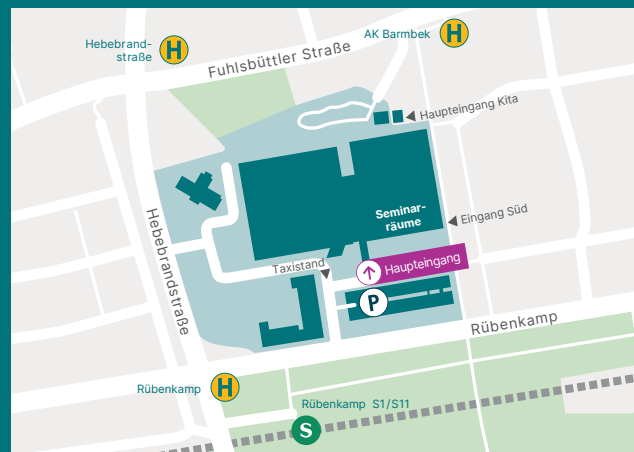 Hebebrand-
straße
H
Fuhlsbüttler Straße
AK Barmbek
H
Haupteingang Kita
Seminar-
räume
Eingang Süd
Hebebrandstraße
Taxistand
Haupteingang
P
Rübenkamp
Rübenkamp
H
Rübenkamp S1/S11
S